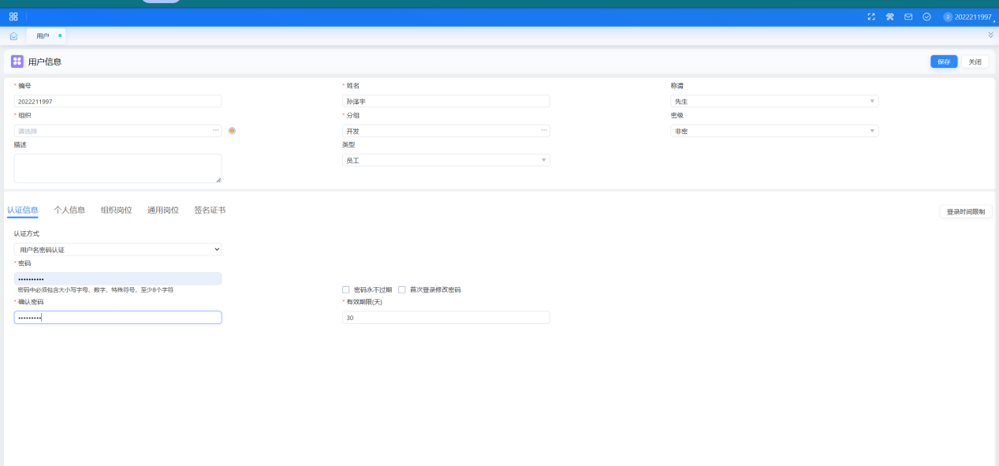 2 2022211997
用户
用户信息
保存 关闭
* 编号 * 姓名 称谓
2022211997 孙泽宇 先生
* 组织 * 分组 密级
请选择 ... 开发 ... 非密
描述 类型
员工
认证信息 个人信息 组织岗位 通用岗位 签名证书 登录时间限制
认证方式
用户名密码认证
* 密码
••••••••••
密码中必须包含大小写字母、数字、特殊符号，至少8个字符 密码永不过期 首次登录修改密码
* 确认密码 * 有效期限(天)
••••••••• 30